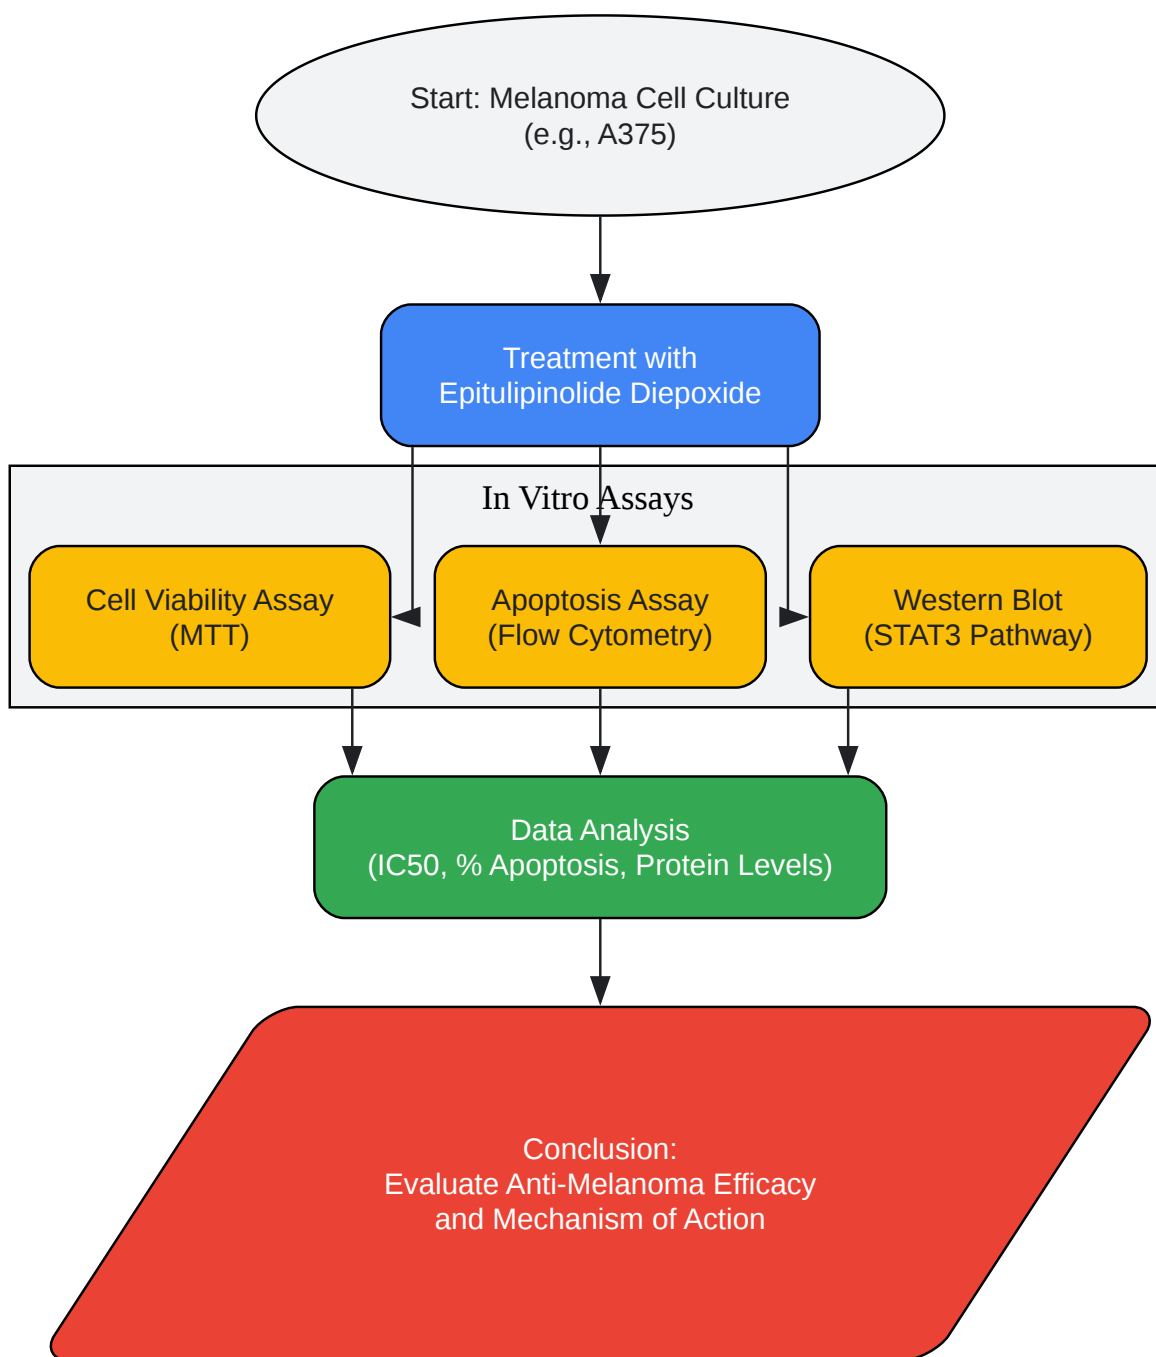 Start: Melanoma Cell Culture
(e.g., A375)
Treatment with
Epitulipinolide Diepoxide
In Vitro Assays
Cell Viability Assay
(MTT)
Apoptosis Assay
(Flow Cytometry)
Western Blot
(STAT3 Pathway)
Data Analysis
(IC50, % Apoptosis, Protein Levels)
Conclusion:
Evaluate Anti-Melanoma Efficacy
and Mechanism of Action